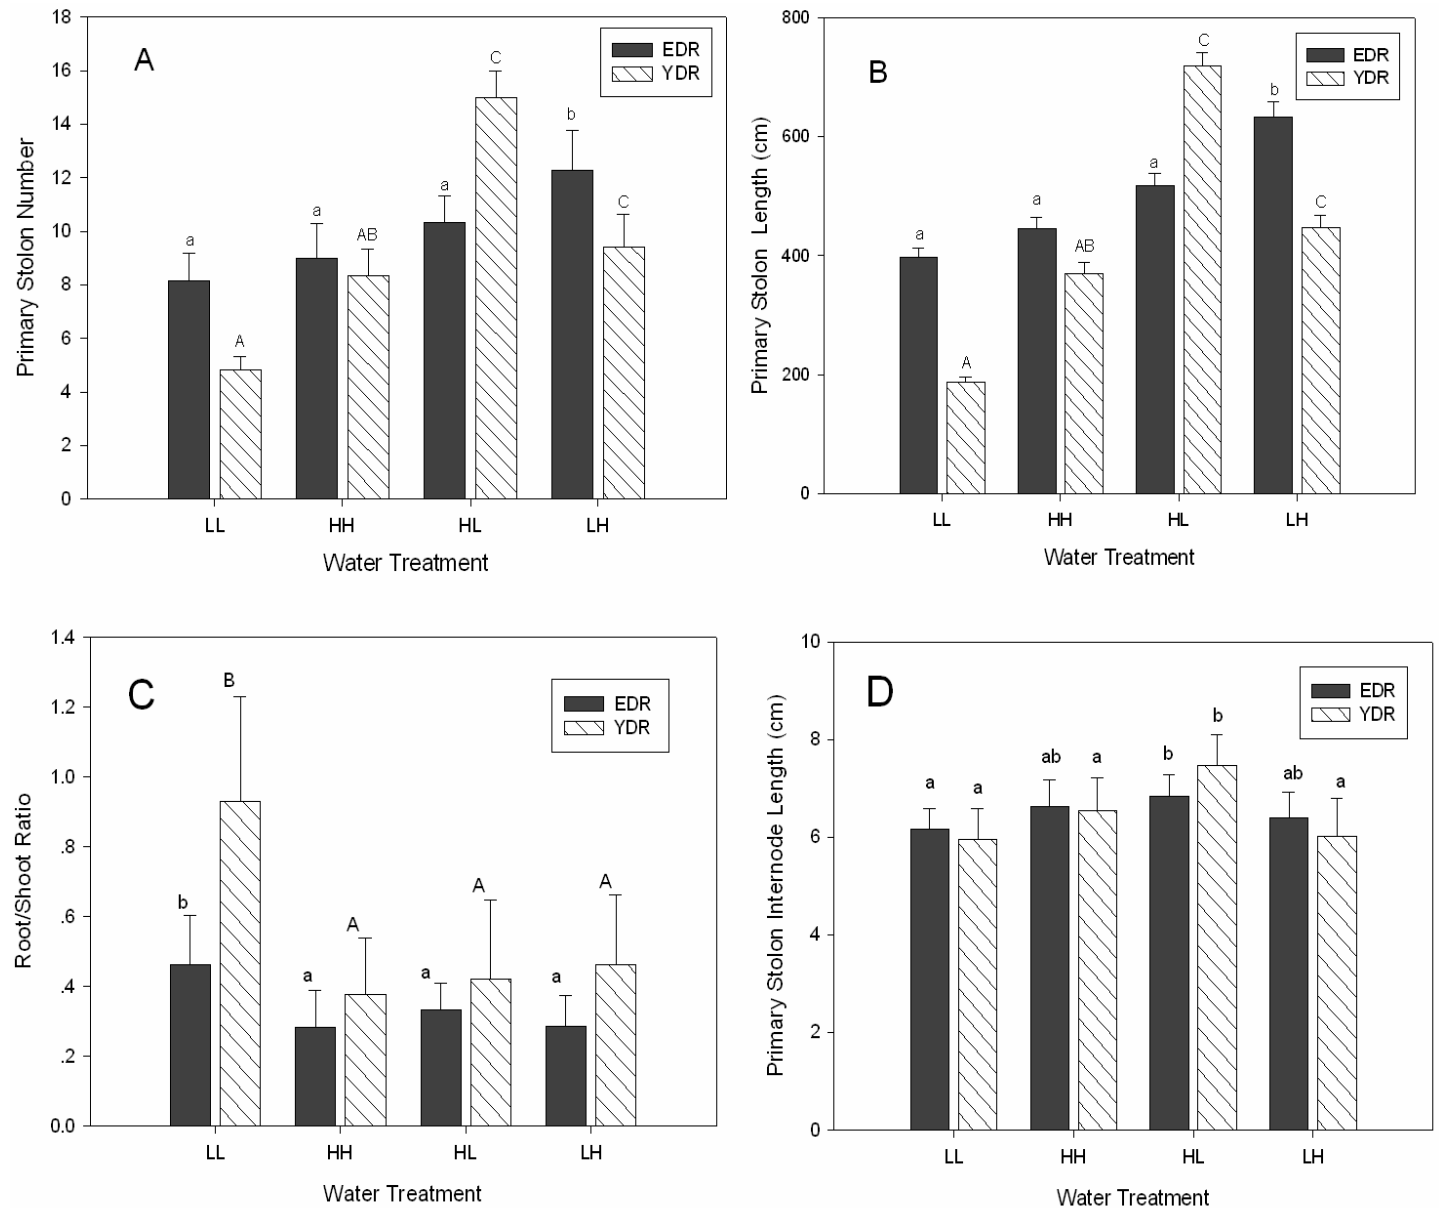 A
EDR
YDR
Primary Stolon Number
18
16
14
12
10
8
6
4
2
0
a
A
a
AB
a
C
b
C
LL HH HL LH
Water Treatment
B
EDR
YDR
Primary Stolon Length (cm)
800
600
400
200
0
a
A
a
AB
a
C
b
C
LL HH HL LH
Water Treatment
C
EDR
YDR
Root/Shoot Ratio
1.4
1.2
1.0
.8
.6
.4
.2
0.0
b
B
a
A
a
A
a
A
LL HH HL LH
Water Treatment
D
EDR
YDR
Primary Stolon Internode Length (cm)
10
8
6
4
2
0
a
a
ab
a
b
b
ab
a
LL HH HL LH
Water Treatment